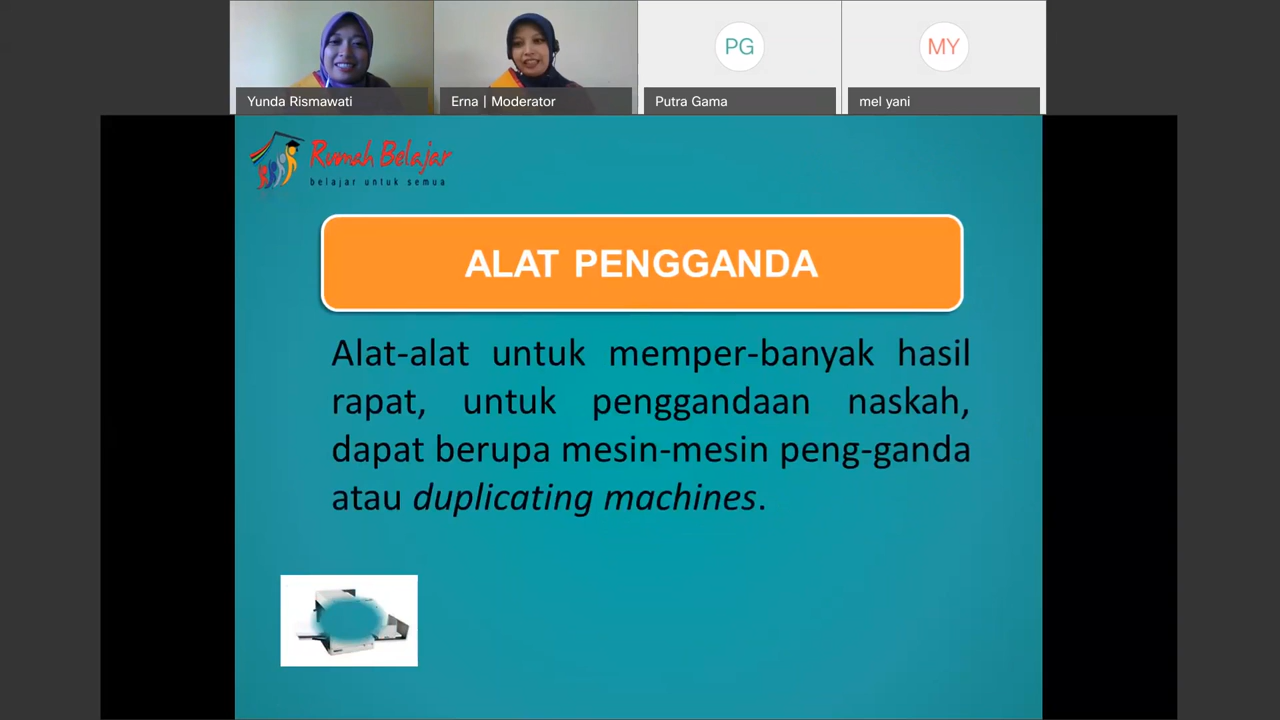 Yunda Rismawati
Erna | Moderator
PG
Putra Gama
MY
mel yani
Rumah Belajar
belajar untuk semua
ALAT PENGGANDA
Alat-alat untuk memper-banyak hasil
rapat, untuk penggandaan naskah,
dapat berupa mesin-mesin peng-ganda
atau duplicating machines.